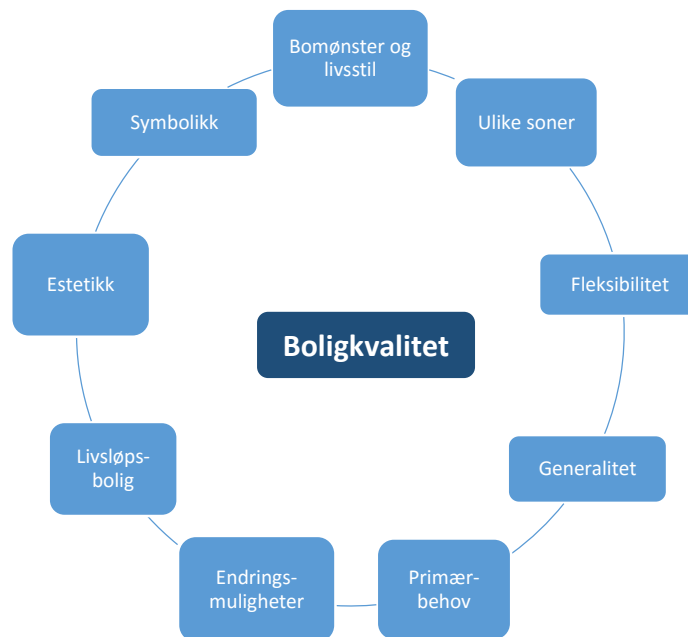 Bomønster og
livsstil
Ulike soner
Fleksibilitet
Generalitet
Primær-
behov
Endrings-
muligheter
Livsløps-
bolig
Estetikk
Symbolikk
Boligkvalitet